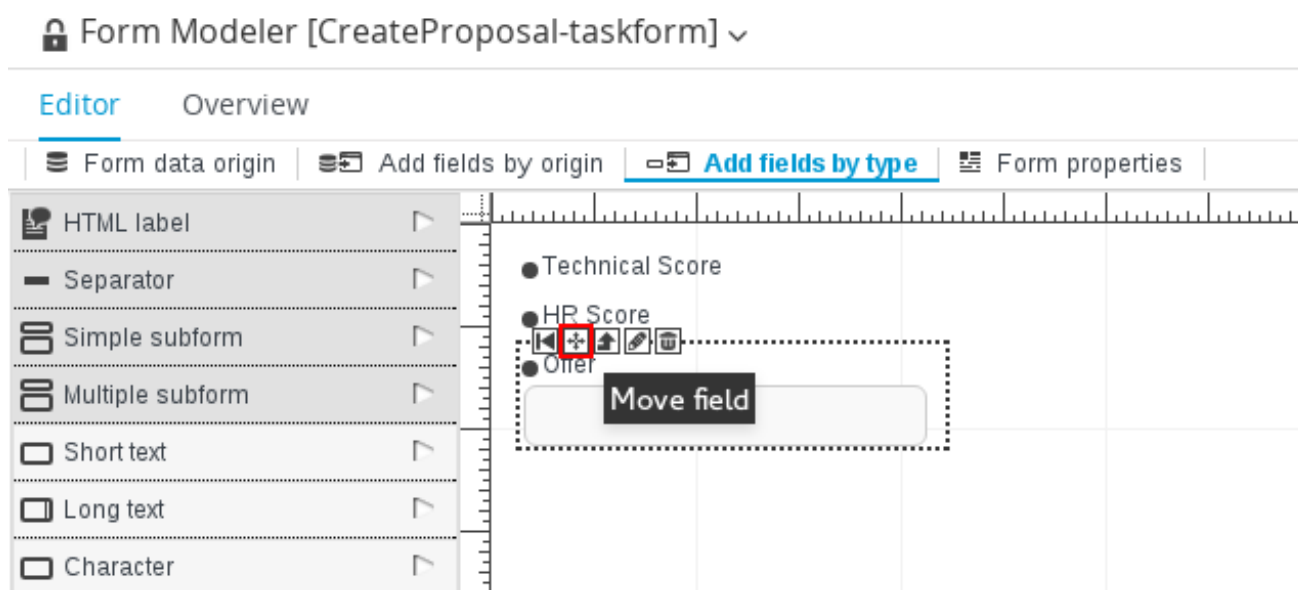 Form Modeler [CreateProposal-taskform]
Editor Overview
Form data origin Add fields by origin Add fields by type Form properties
HTML label
Separator
Simple subform
Multiple subform
Short text
Long text
Character
Technical Score
HR Score
Offer
Move field